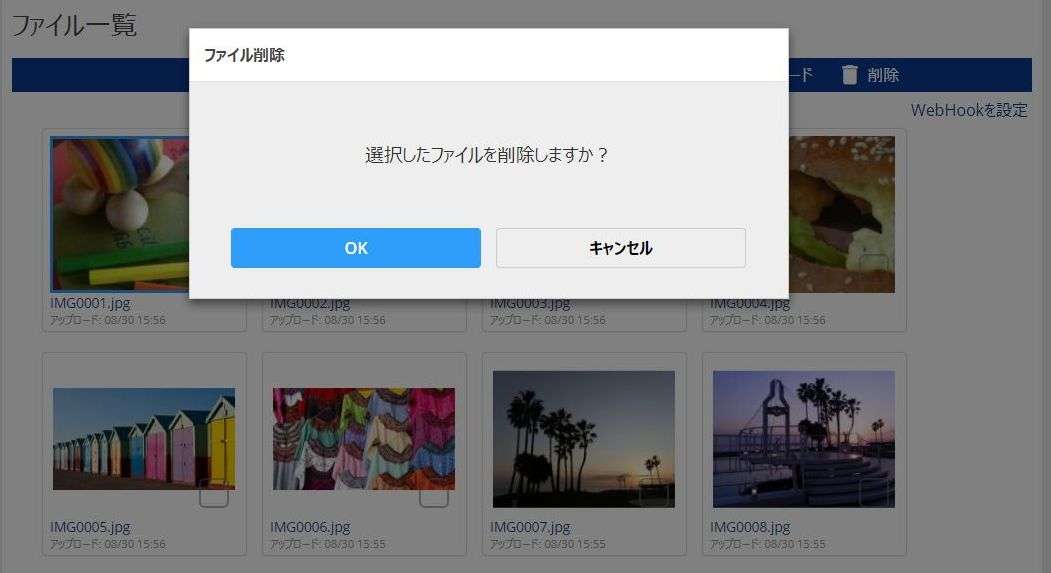 ファイル一覧
ファイル削除
ード 削除
WebHookを設定
選択したファイルを削除しますか？
OK キャンセル
IMG0001.jpg IMG0002.jpg IMG0003.jpg IMG0004.jpg
アップロード: 08/30 15:56 アップロード: 08/30 15:56 アップロード: 08/30 15:56 アップロード: 08/30 15:56
IMG0005.jpg IMG0006.jpg IMG0007.jpg IMG0008.jpg
アップロード: 08/30 15:56 アップロード: 08/30 15:55 アップロード: 08/30 15:55 アップロード: 08/30 15:55